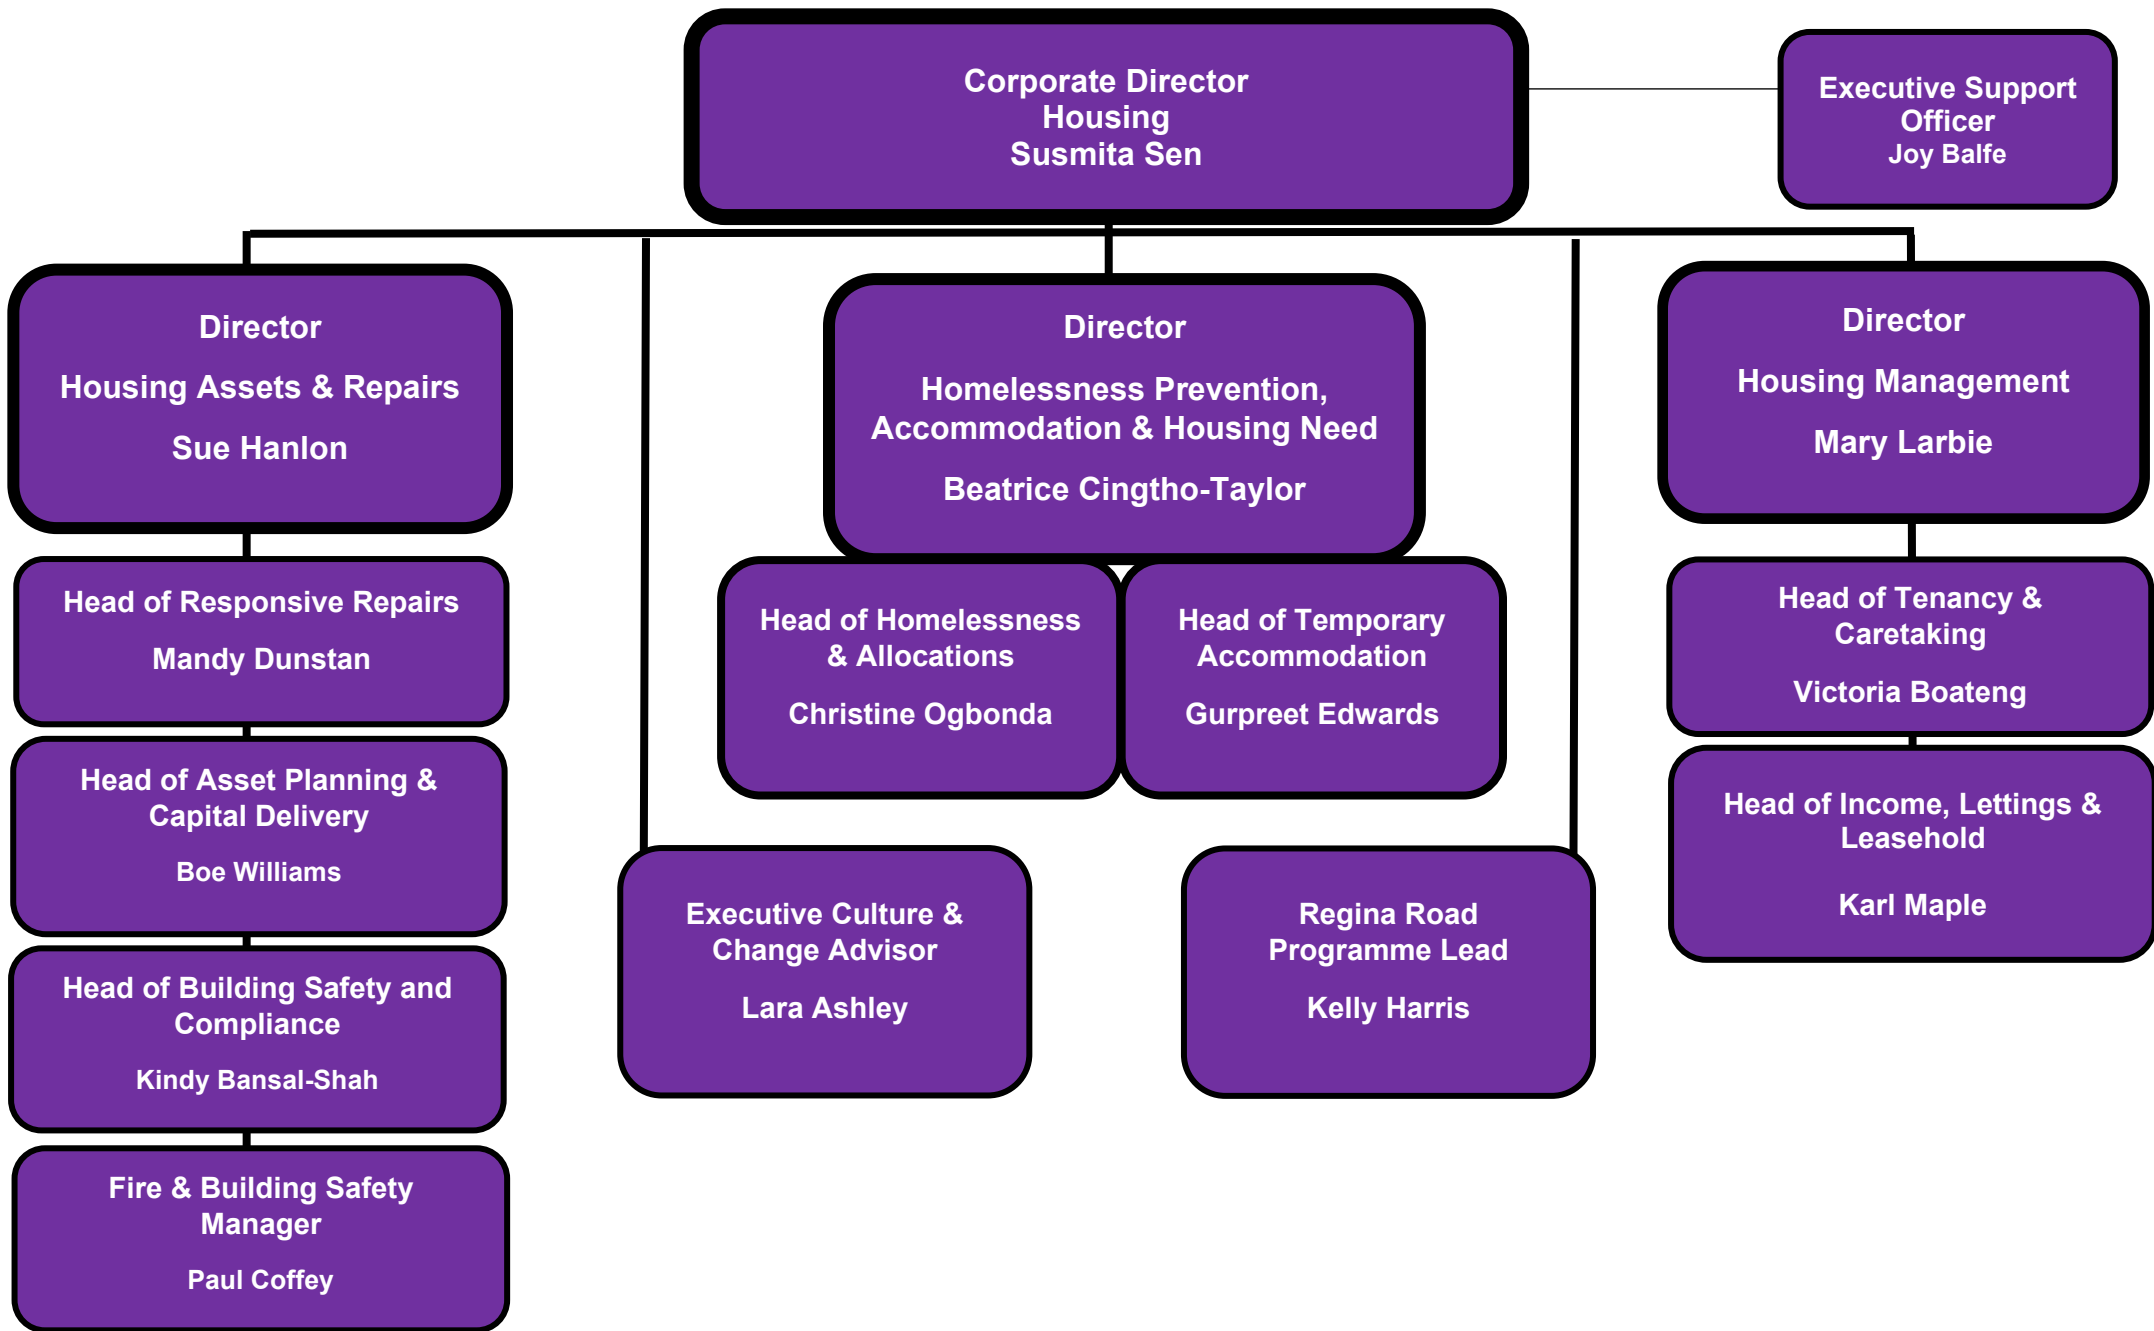 Corporate Director
Housing
Susmita Sen
Executive Support
Officer
Joy Balfe
Director
Housing Assets & Repairs
Sue Hanlon
Director
Homelessness Prevention,
Accommodation & Housing Need
Beatrice Cingtho-Taylor
Director
Housing Management
Mary Larbie
Head of Responsive Repairs
Mandy Dunstan
Head of Asset Planning &
Capital Delivery
Boe Williams
Head of Building Safety and
Compliance
Kindy Bansal-Shah
Fire & Building Safety
Manager
Paul Coffey
Head of Homelessness
& Allocations
Christine Ogbonda
Head of Temporary
Accommodation
Gurpreet Edwards
Executive Culture &
Change Advisor
Lara Ashley
Regina Road
Programme Lead
Kelly Harris
Head of Tenancy &
Caretaking
Victoria Boateng
Head of Income, Lettings &
Leasehold
Karl Maple